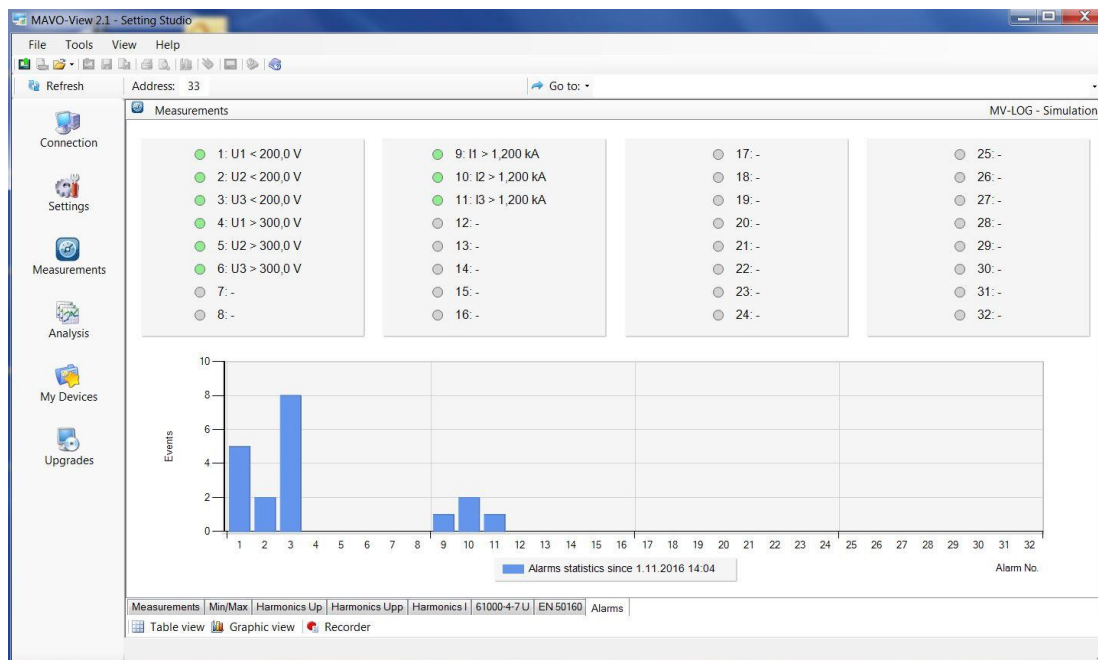 MAVO-View 2.1 - Setting Studio
File Tools View Help
Refresh Address: 33 Go to:
Measurements MV-LOG - Simulation
Connection
Settings
Measurements
Analysis
My Devices
Upgrades
1: U1 < 200,0 V
2: U2 < 200,0 V
3: U3 < 200,0 V
4: U1 > 300,0 V
5: U2 > 300,0 V
6: U3 > 300,0 V
7: -
8: -
9: I1 > 1,200 kA
10: I2 > 1,200 kA
11: I3 > 1,200 kA
12: -
13: -
14: -
15: -
16: -
17: -
18: -
19: -
20: -
21: -
22: -
23: -
24: -
25: -
26: -
27: -
28: -
29: -
30: -
31: -
32: -
Events
10
8
6
4
2
0
1 2 3 4 5 6 7 8 9 10 11 12 13 14 15 16 17 18 19 20 21 22 23 24 25 26 27 28 29 30 31 32
Alarms statistics since 1.11.2016 14:04
Alarm No.
Measurements Min/Max Harmonics Up Harmonics Upp Harmonics I 61000-4-7 U EN 50160 Alarms
Table view Graphic view Recorder